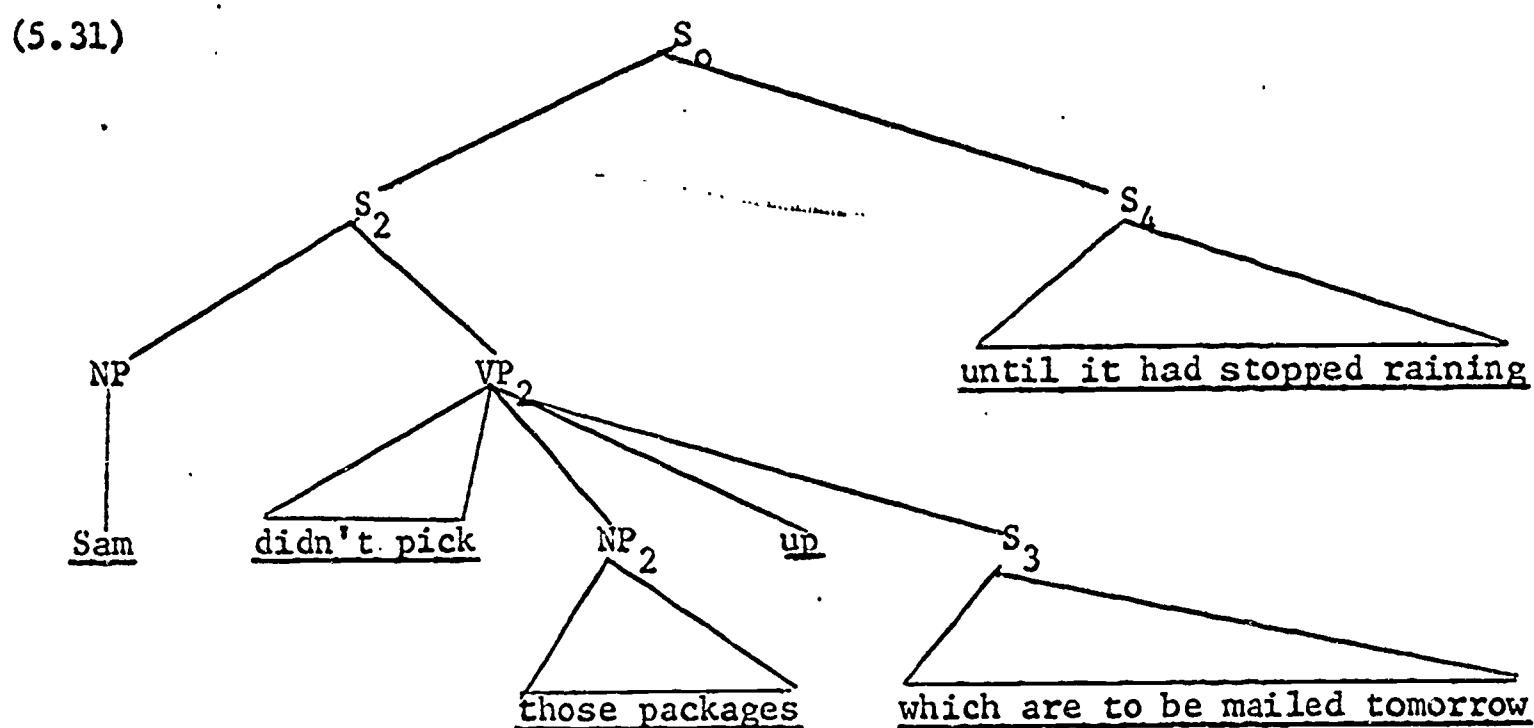 (5.31)
S₀
S₂ S₄
NP VP₂ until it had stopped raining
Sam didn't pick NP₂ up S₃
those packages which are to be mailed tomorrow